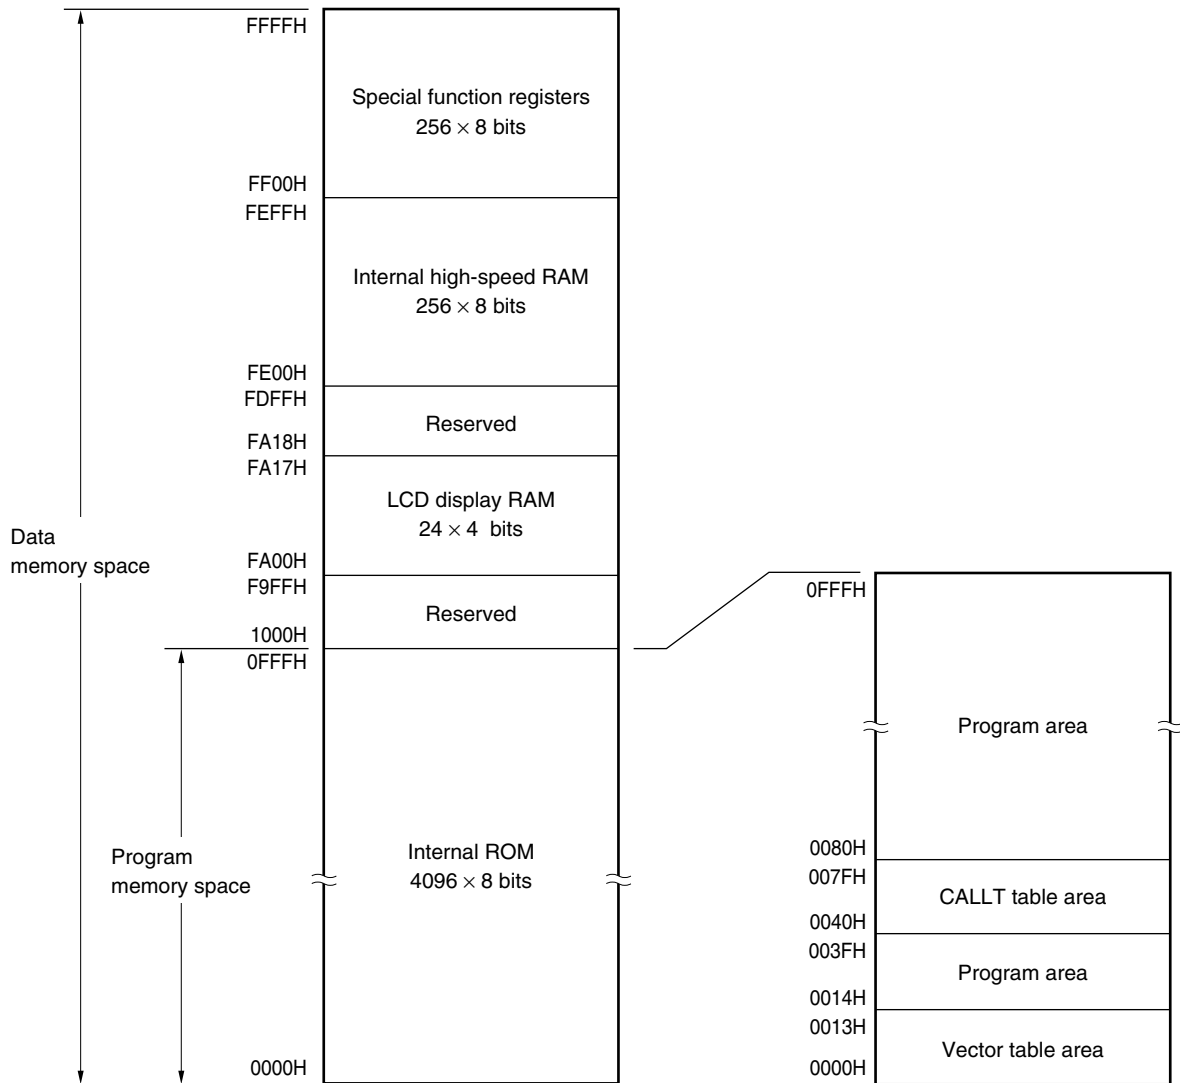 FFFFH
Special function registers
256 × 8 bits
FF00H
FEFFH
Internal high-speed RAM
256 × 8 bits
FE00H
FDFFH
Reserved
FA18H
FA17H
LCD display RAM
24 × 4 bits
Data
memory space
FA00H
F9FFH
Reserved
1000H
0FFFH
Program
memory space
Internal ROM
4096 × 8 bits
0000H
0FFFH
Program area
0080H
007FH
CALLT table area
0040H
003FH
Program area
0014H
0013H
Vector table area
0000H